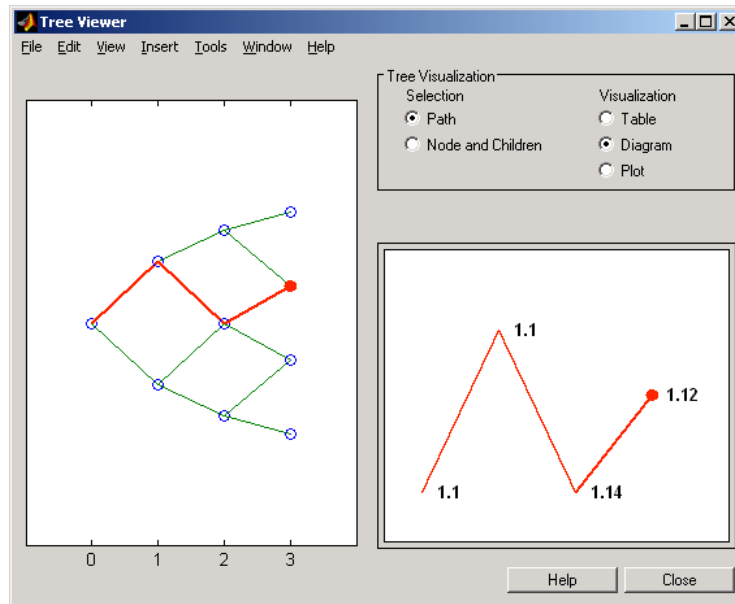 Tree Viewer
File Edit View Insert Tools Window Help
Tree Visualization
Selection Visualization
Path Table
Node and Children Diagram
Plot
1.1
1.12
1.1 1.14
0 1 2 3
Help Close